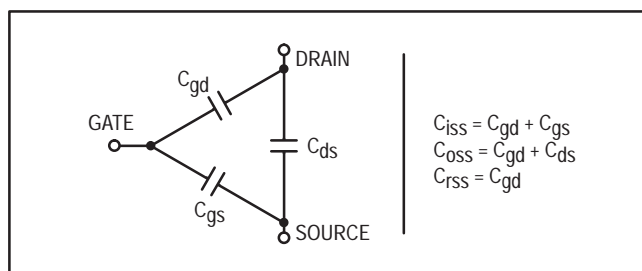 DRAIN
Cgd
GATE
Cds
Cgs
SOURCE
Ciss = Cgd + Cgs
Coss = Cgd + Cds
Crss = Cgd